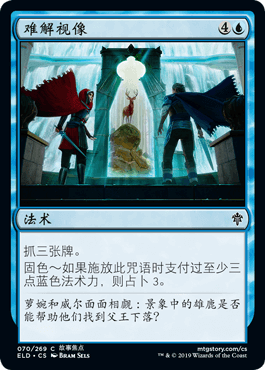 难解视像 4
法术
抓三张牌。
固色～如果施放此咒语时支付过至少三
点蓝色法术力，则占卜 3。
萝婉和威尔面面相觑：景象中的雄鹿是否
能帮助他们找到父王下落？
070/269 C 故事焦点
ELD • CS BRAM SELS
mtgstory.com/cs
™ & © 2019 Wizards of the Coast